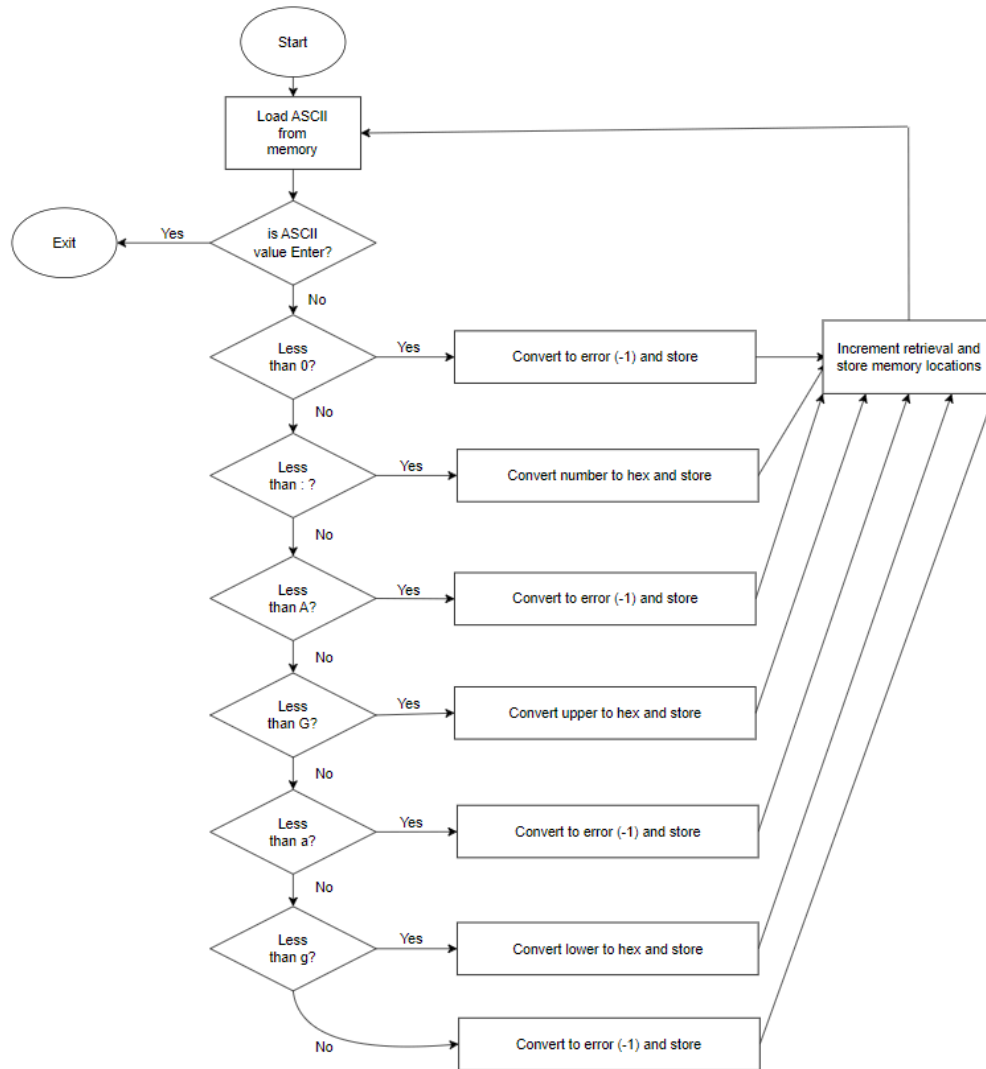 Start
Load ASCII
from
memory
is ASCII
value Enter?
Yes
Exit
No
Less
than 0?
Yes
Convert to error (-1) and store
Increment retrieval and
store memory locations
No
Less
than : ?
Yes
Convert number to hex and store
No
Less
than A?
Yes
Convert to error (-1) and store
No
Less
than G?
Yes
Convert upper to hex and store
No
Less
than a?
Yes
Convert to error (-1) and store
No
Less
than g?
Yes
Convert lower to hex and store
No
Convert to error (-1) and store